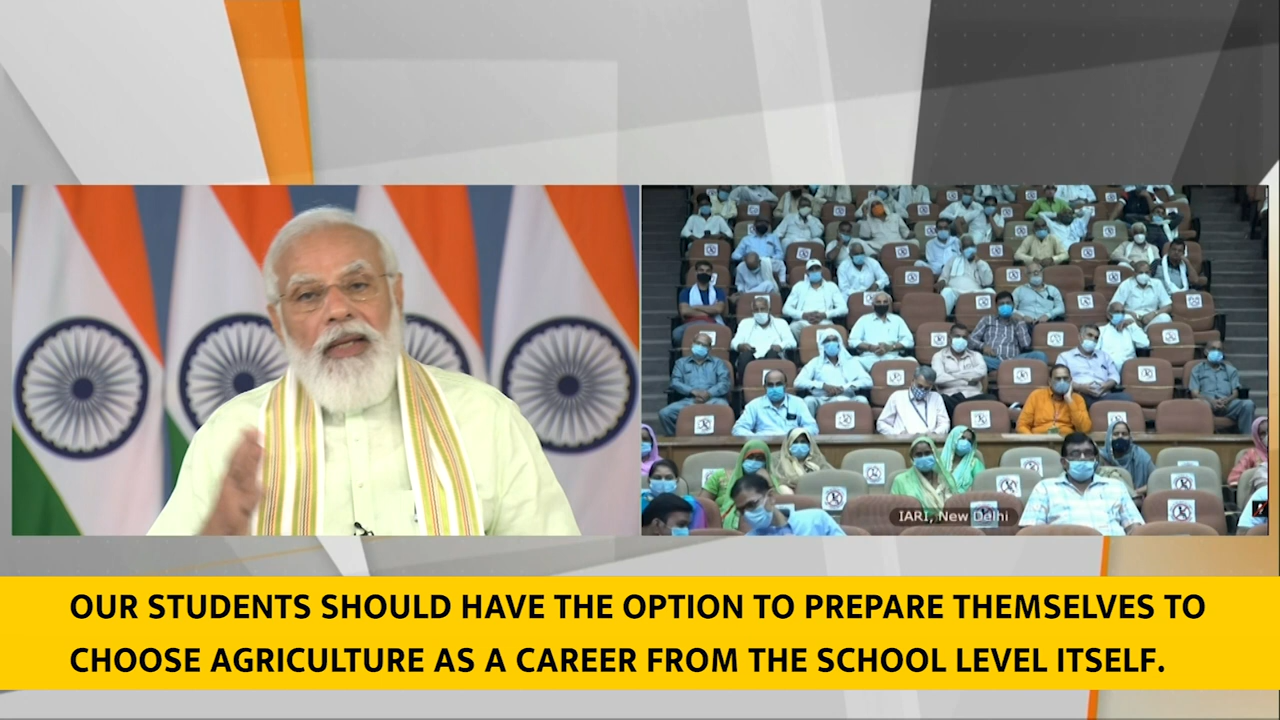 IARI, New Delhi
OUR STUDENTS SHOULD HAVE THE OPTION TO PREPARE THEMSELVES TO
CHOOSE AGRICULTURE AS A CAREER FROM THE SCHOOL LEVEL ITSELF.